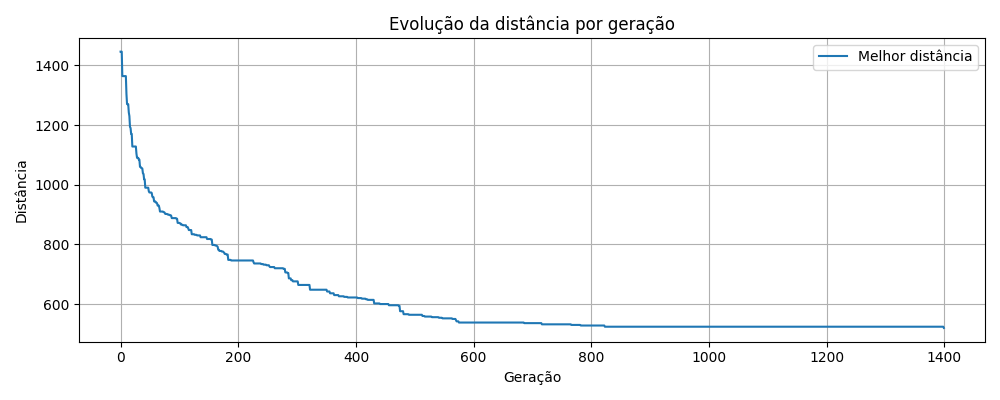 Evolução da distância por geração
Melhor distância
Distância
1400
1200
1000
800
600
0 200 400 600 800 1000 1200 1400
Geração